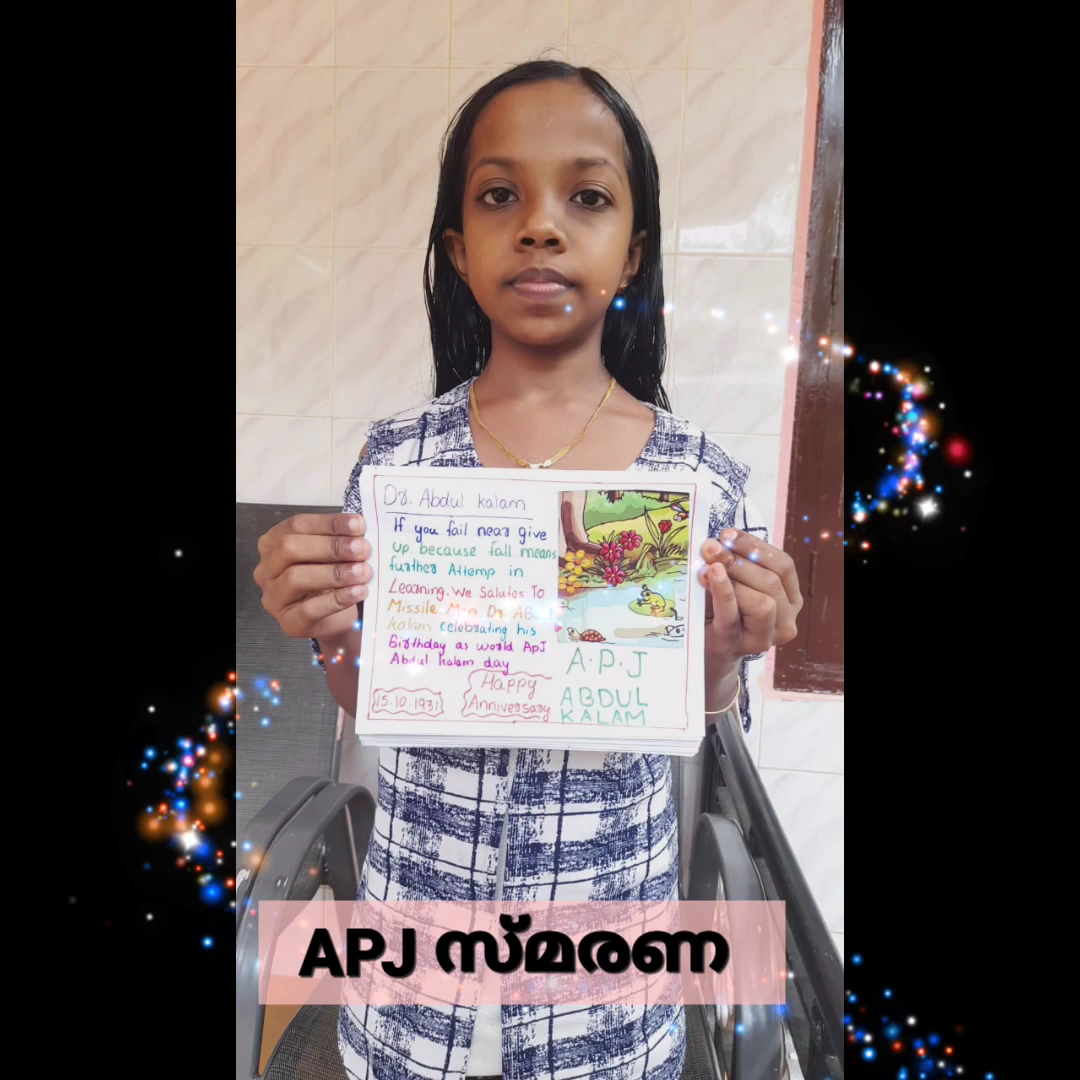 Dr. Abdul kalam
If you fail near give
up because fall means
further Attemp in
Learning. We Salutes To
Missile Man Dr. Abdul
kalam celebrating his
Birthday as world ApJ
Abdul kalam day
Happy
Anniversary
15.10.1931
A.P.J
ABDUL
KALAM
APJ സ്മരണ